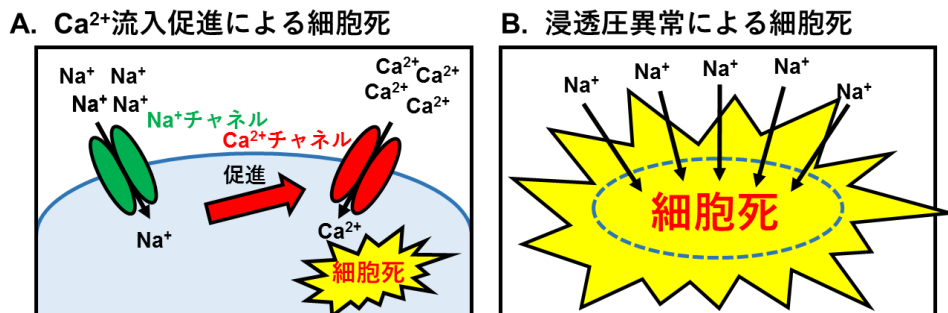 A. Ca²⁺流入促進による細胞死
Na⁺ Na⁺
Na⁺ Na⁺
Na⁺チャネル
Ca²⁺チャネル
Ca²⁺ Ca²⁺
Ca²⁺ Ca²⁺
促進
Na⁺
Ca²⁺
細胞死
B. 浸透圧異常による細胞死
Na⁺ Na⁺ Na⁺ Na⁺ Na⁺
細胞死